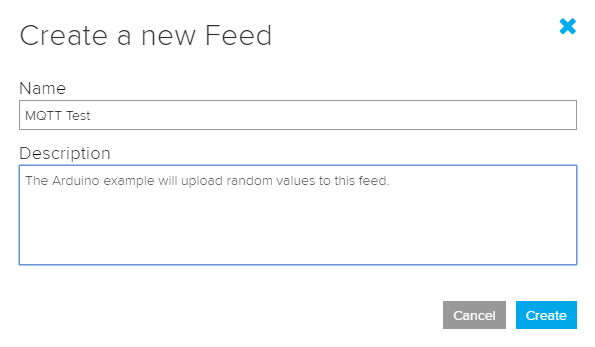 Create a new Feed
Name
MQTT Test
Description
The Arduino example will upload random values to this feed.
Cancel
Create